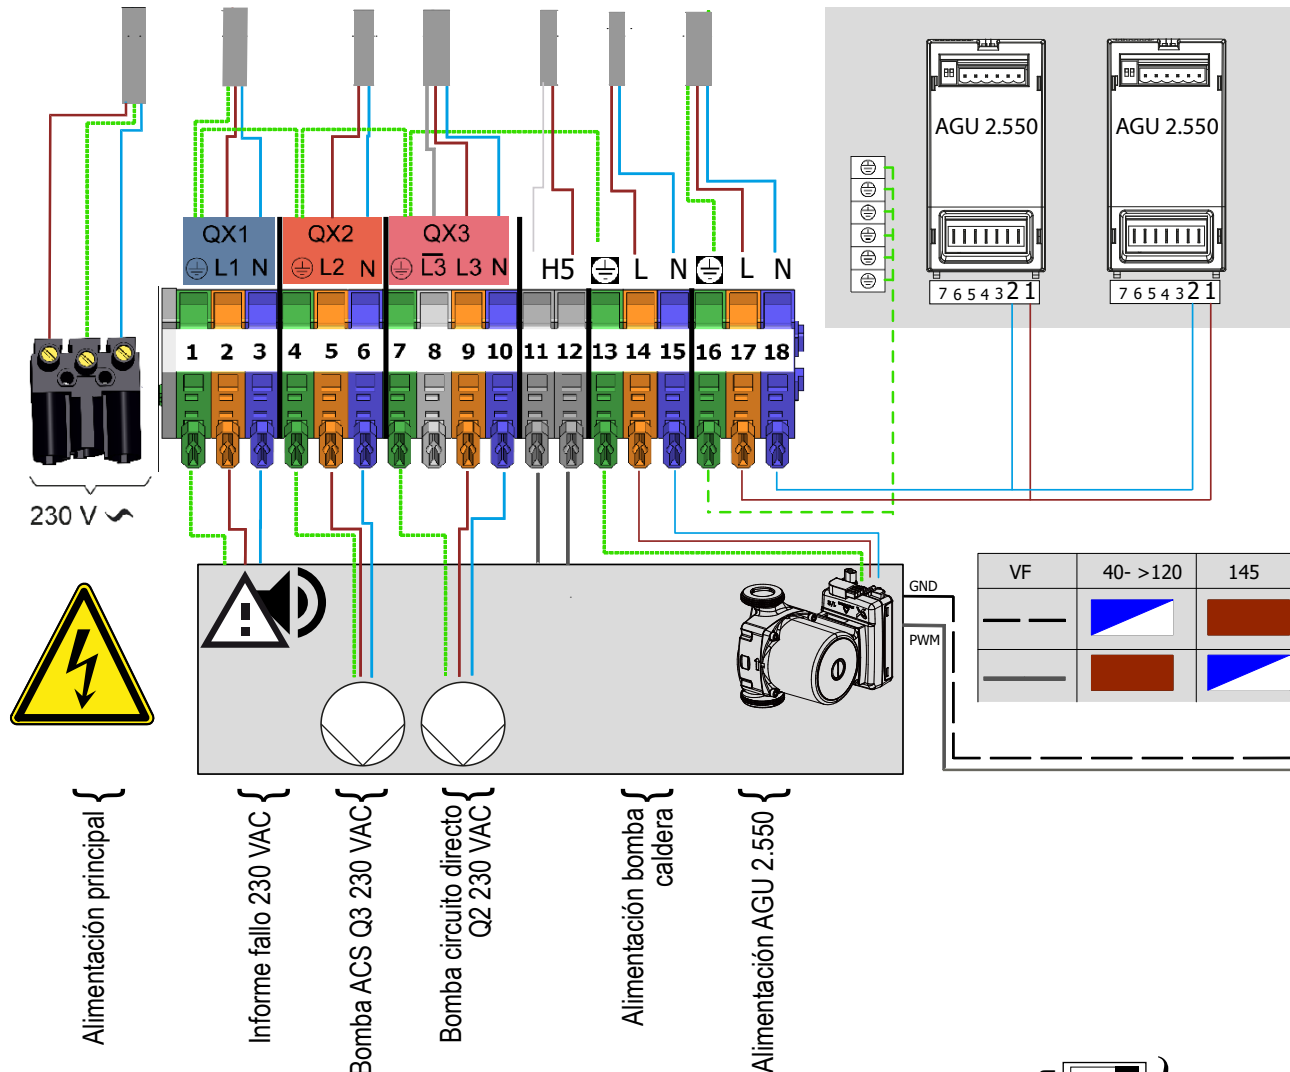 AGU 2.550
AGU 2.550
QX1
QX2
QX3
L1 N
L2 N
L3 L3 N
H5
L N
L N
7 6 5 4 3 2 1
7 6 5 4 3 2 1
1 2 3 4 5 6 7 8 9 10 11 12 13 14 15 16 17 18
230 V
GND
PWM
VF
40- >120
145
Alimentación principal
Informe fallo 230 VAC
Bomba ACS Q3 230 VAC
Bomba circuito directo
Q2 230 VAC
Alimentación bomba
caldera
Alimentación AGU 2.550